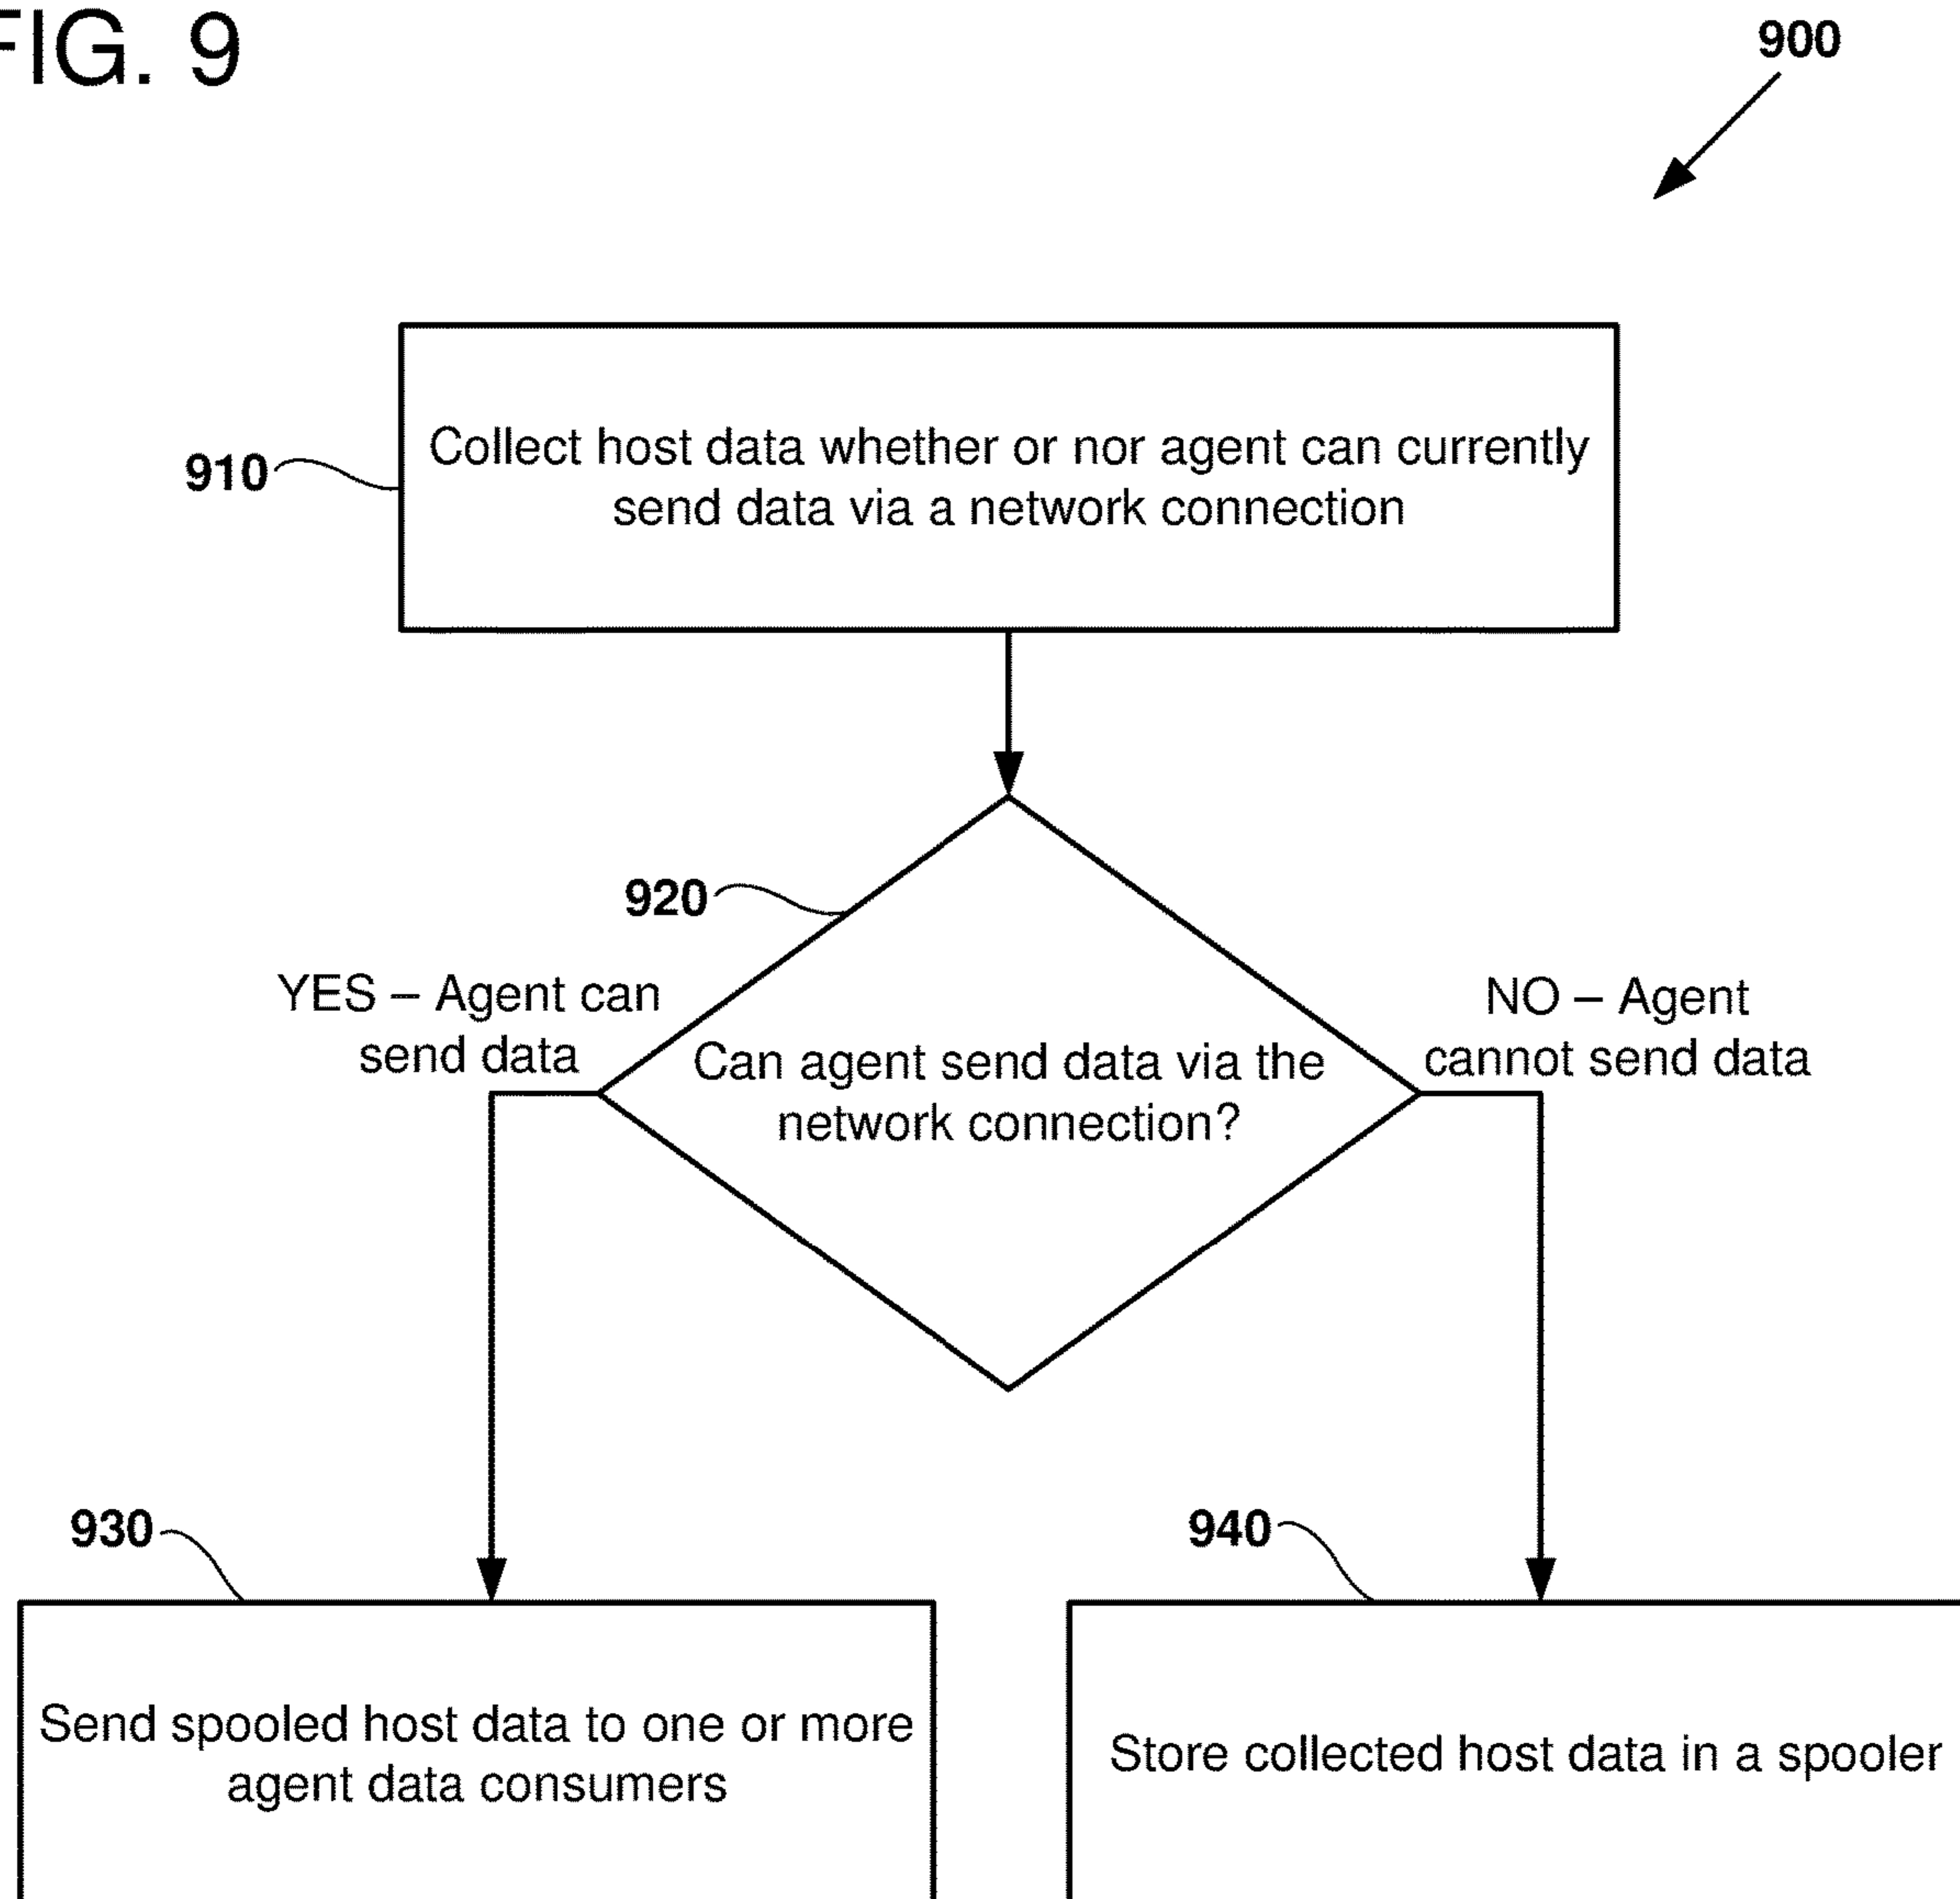 FIG. 9
900
910
Collect host data whether or nor agent can currently
send data via a network connection
920
YES – Agent can
send data
Can agent send data via the
network connection?
NO – Agent
cannot send data
930
Send spooled host data to one or more
agent data consumers
940
Store collected host data in a spooler